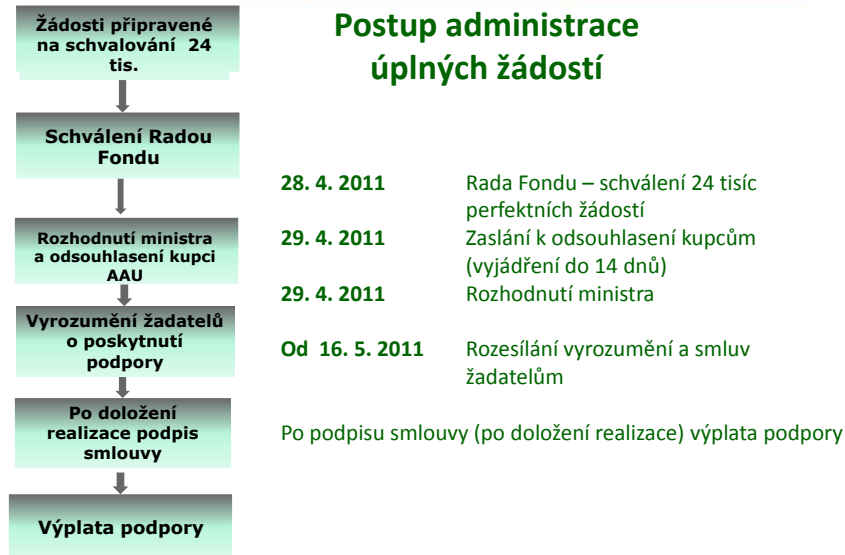 Postup administrace
úplných žádostí
Žádosti připravené
na schvalování 24
tis.
Schválení Radou
Fondu
Rozhodnutí ministra
a odsouhlasení kupci
AAU
Vyrozumění žadatelů
o poskytnutí
podpory
Po doložení
realizace podpis
smlouvy
Výplata podpory
28. 4. 2011 Rada Fondu – schválení 24 tisíc
perfektních žádostí
29. 4. 2011 Zaslání k odsouhlasení kupcům
(vyjádření do 14 dnů)
29. 4. 2011 Rozhodnutí ministra
Od 16. 5. 2011 Rozesílání vyrozumění a smluv
žadatelům
Po podpisu smlouvy (po doložení realizace) výplata podpory